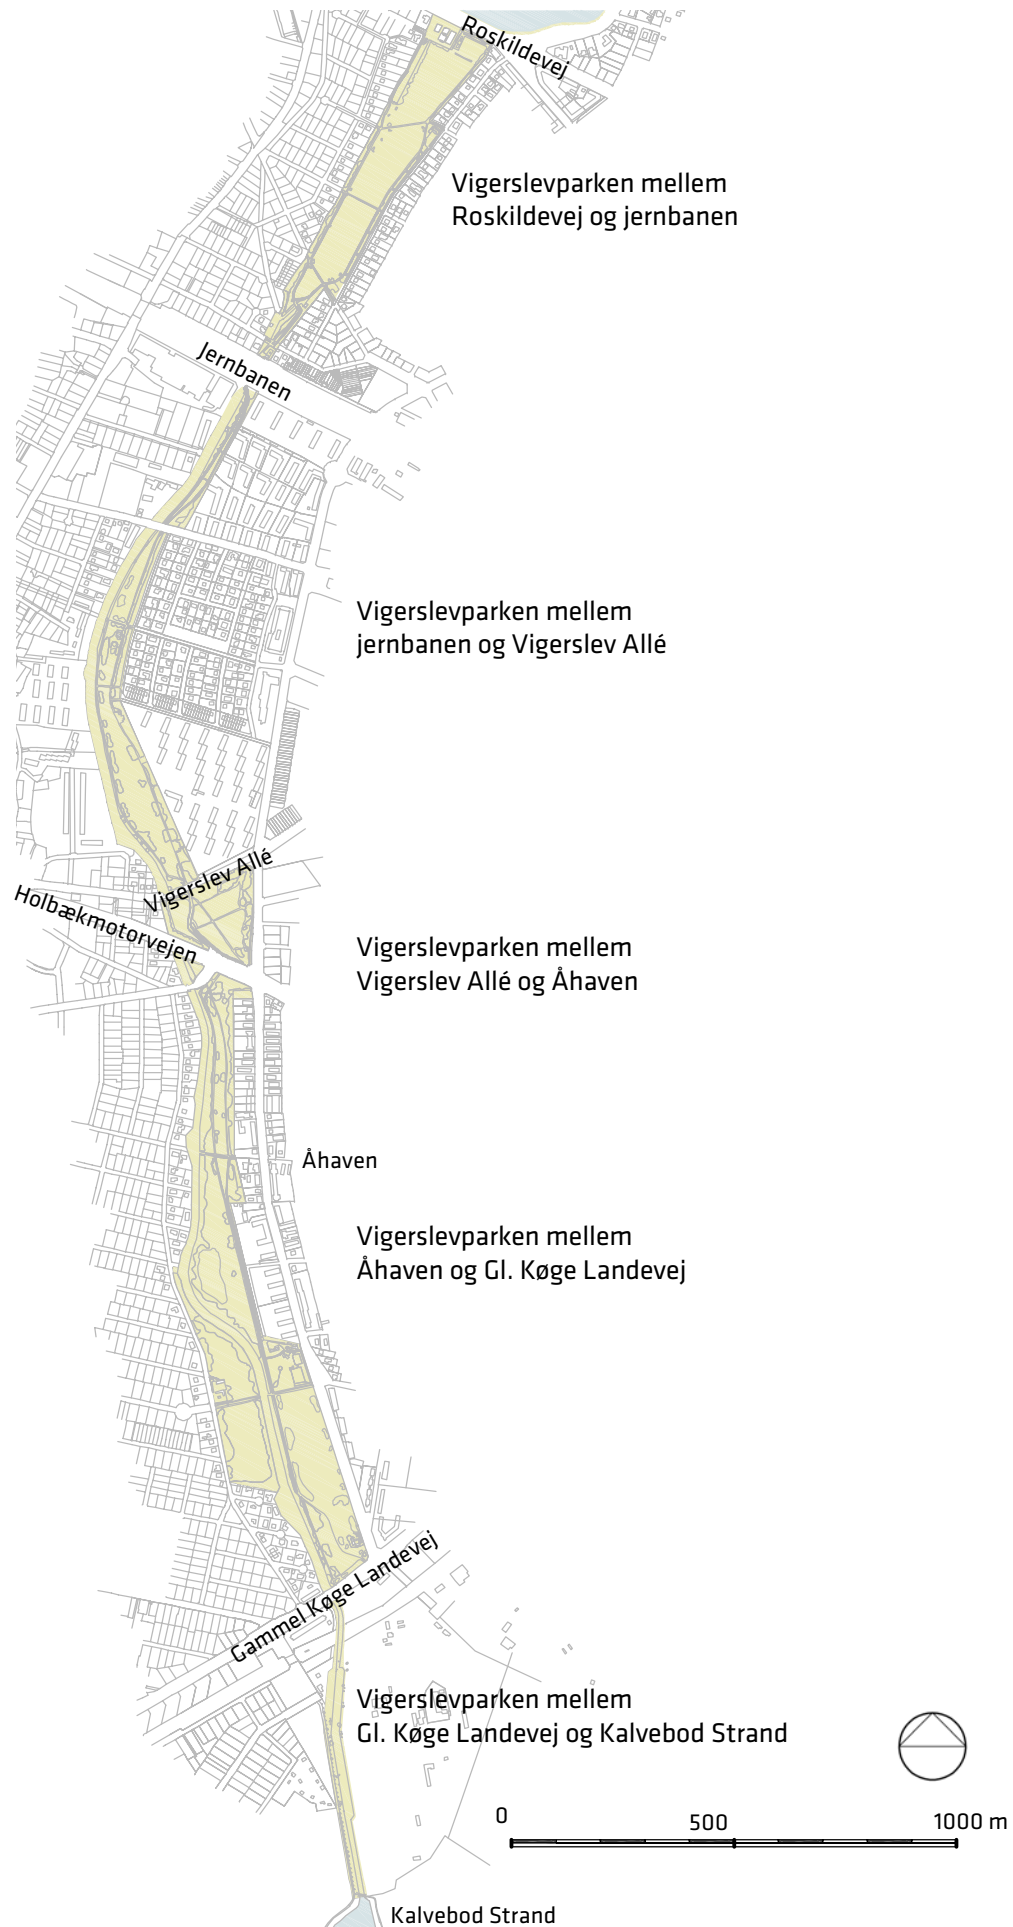 Roskildevej
Vigerslevparken mellem
Roskildevej og jernbanen
Jernbanen
Vigerslevparken mellem
jernbanen og Vigerslev Allé
Vigerslev Allé
Holbækmotorvejen
Vigerslevparken mellem
Vigerslev Allé og Åhaven
Åhaven
Vigerslevparken mellem
Åhaven og Gl. Køge Landevej
Gammel Køge Landevej
Vigerslevparken mellem
Gl. Køge Landevej og Kalvebod Strand
0 500 1000 m
Kalvebod Strand